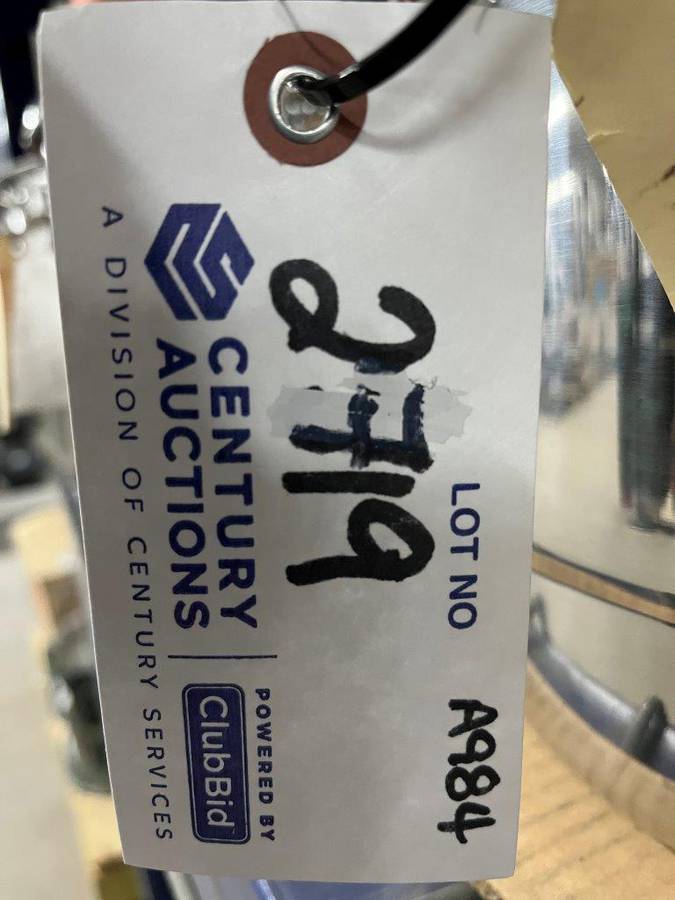 LOT NO
A984
2719
CENTURY
AUCTIONS
POWERED BY
ClubBid
A DIVISION OF CENTURY SERVICES